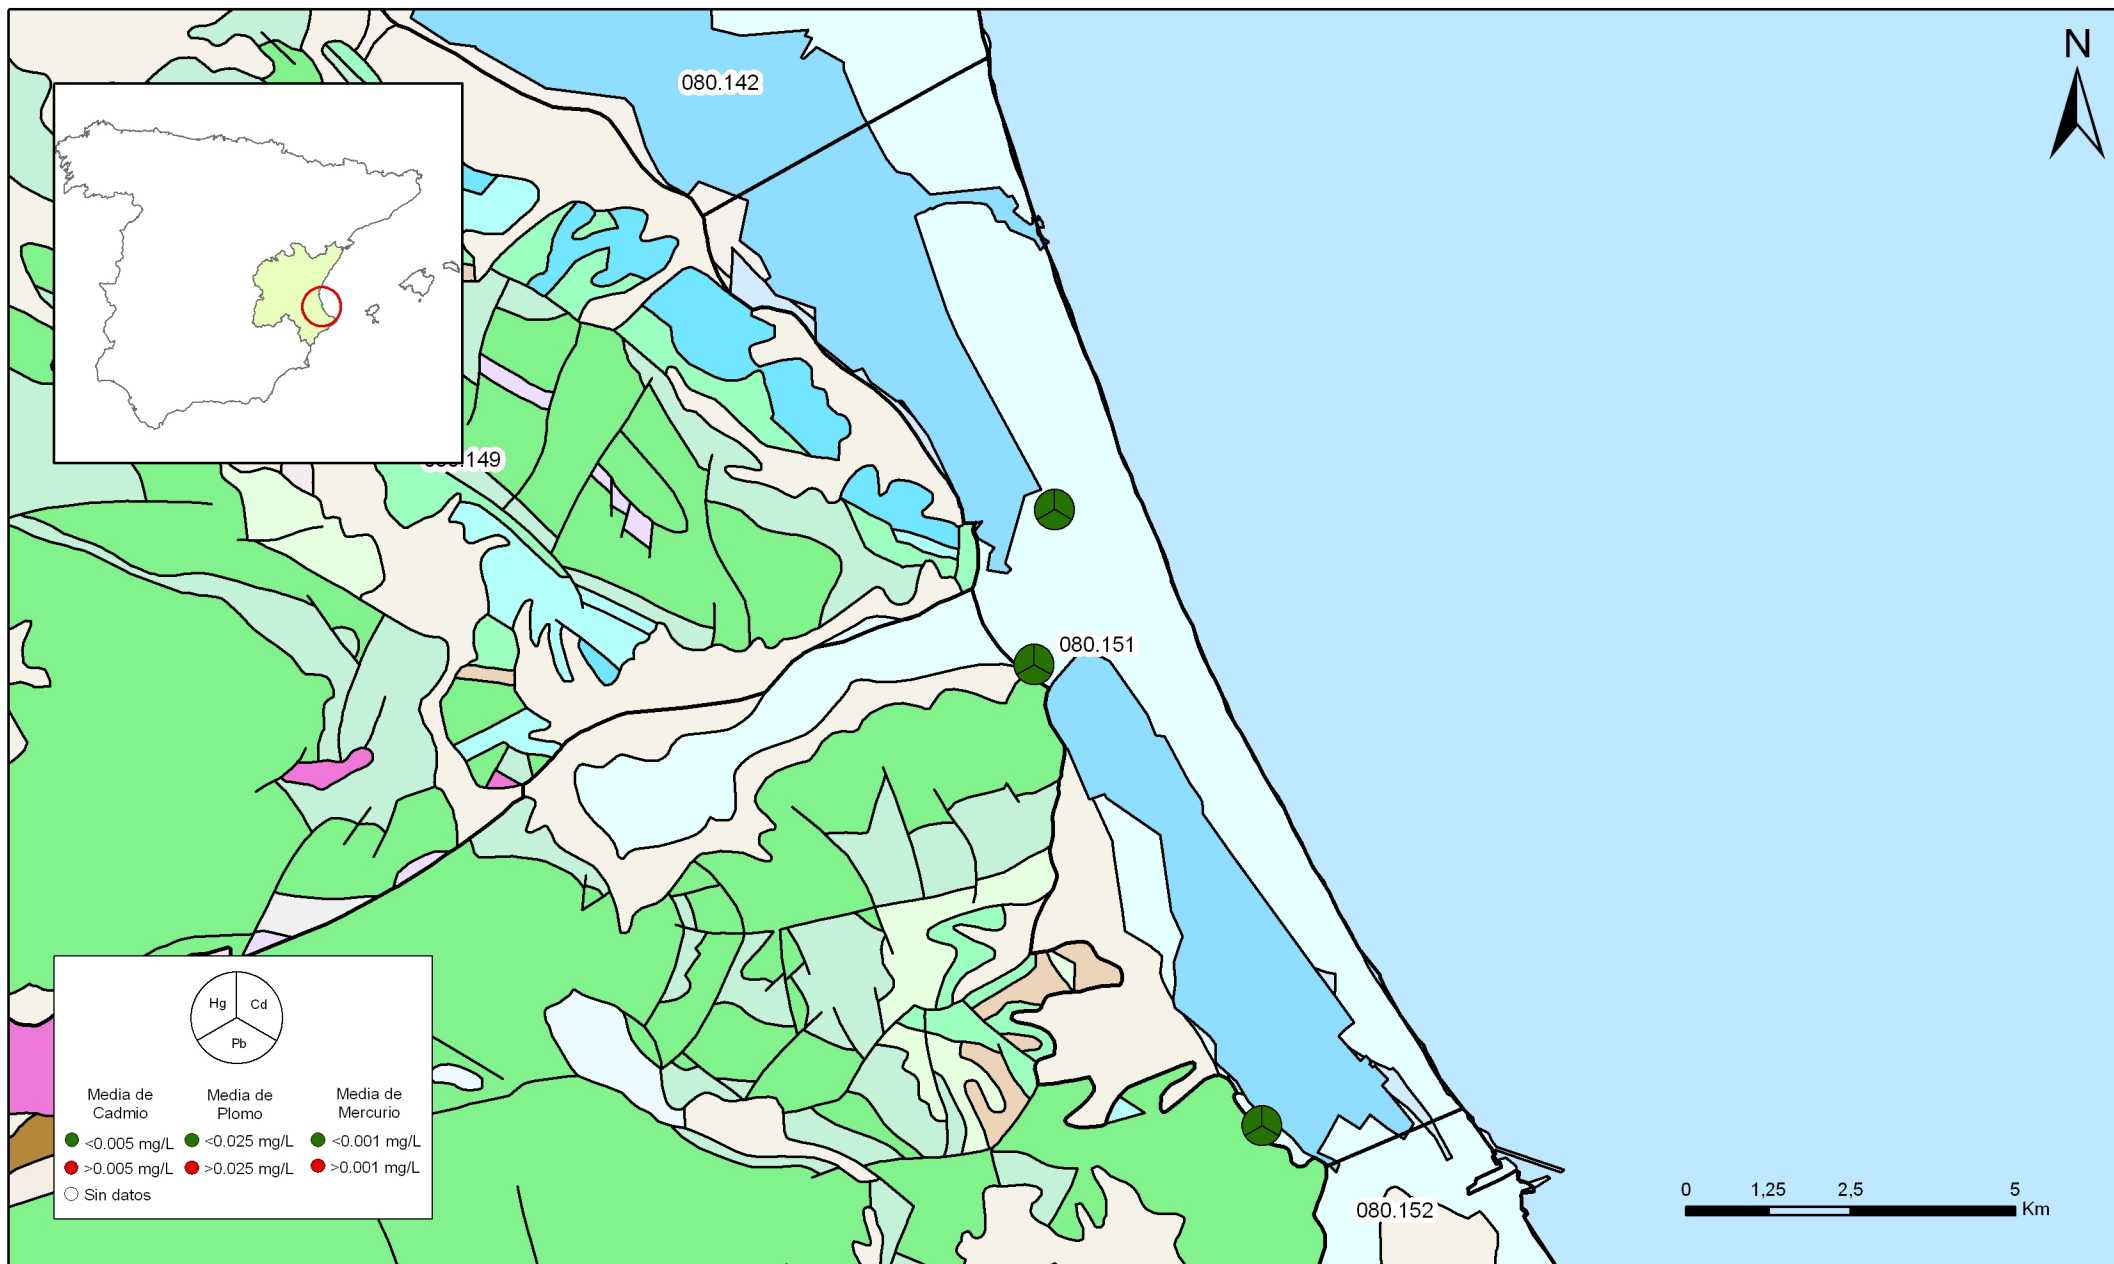 N
080.142
.149
080.151
080.152
Hg
Cd
Pb
Media de
Cadmio
Media de
Plomo
Media de
Mercurio
<0.005 mg/L
<0.025 mg/L
<0.001 mg/L
>0.005 mg/L
>0.025 mg/L
>0.001 mg/L
Sin datos
0
1,25
2,5
5
Km